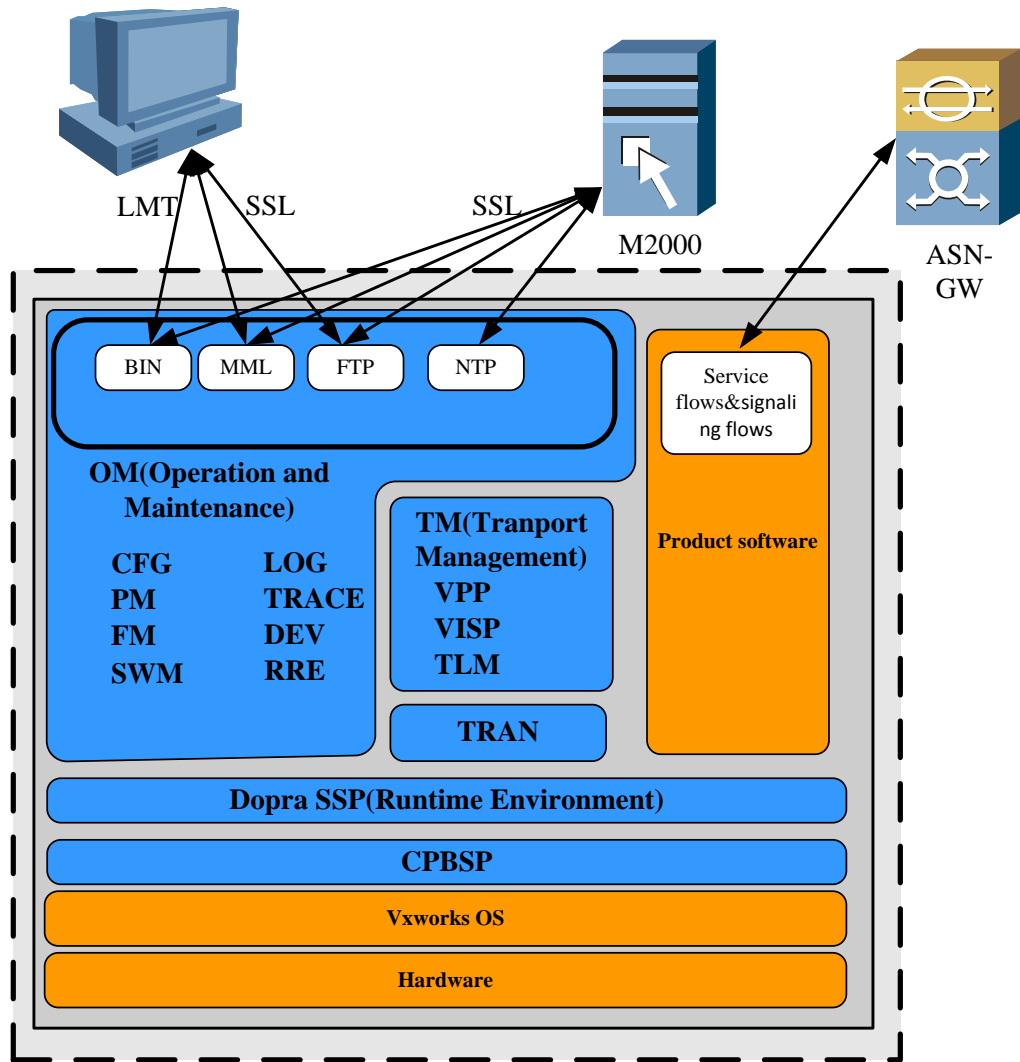 LMT
SSL
SSL
M2000
ASN-
GW
BIN
MML
FTP
NTP
Service
flows&signali
ng flows
OM(Operation and
Maintenance)
CFG
LOG
PM
TRACE
FM
DEV
SWM
RRE
TM(Tranport
Management)
VPP
VISP
TLM
Product software
TRAN
Dopra SSP(Runtime Environment)
CPBSP
Vxworks OS
Hardware